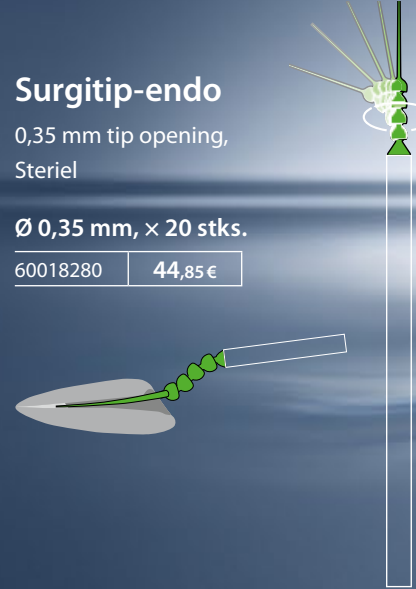 Surgitip-endo
0,35 mm tip opening,
Steriel
Ø 0,35 mm, × 20 stks.
60018280 44,85 €